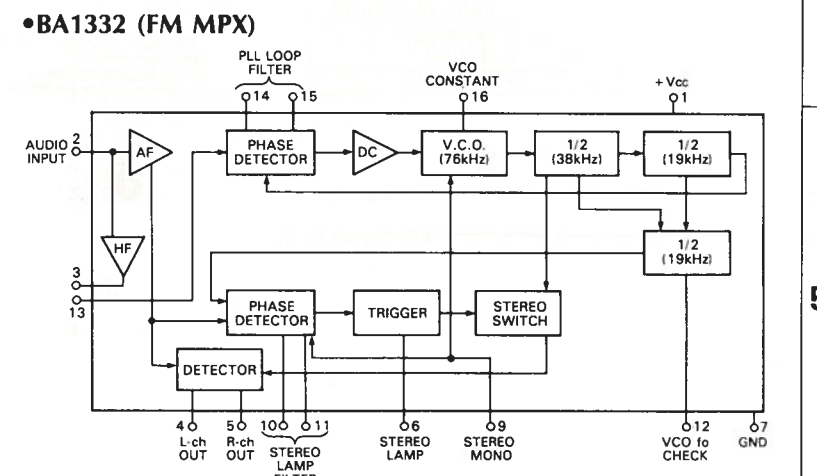 •BA1332 (FM MPX)
PLL LOOP
FILTER
14
15
VCO
CONSTANT
16
+ Vcc
1
AUDIO
INPUT
2
AF
PHASE
DETECTOR
DC
V.C.O.
(76kHz)
1/2
(38kHz)
1/2
(19kHz)
HF
1/2
(19kHz)
3
13
PHASE
DETECTOR
TRIGGER
STEREO
SWITCH
DETECTOR
4
L-ch
OUT
5
R-ch
OUT
10
11
STEREO
LAMP
6
STEREO
LAMP
9
STEREO
MONO
12
VCO fo
CHECK
7
GND